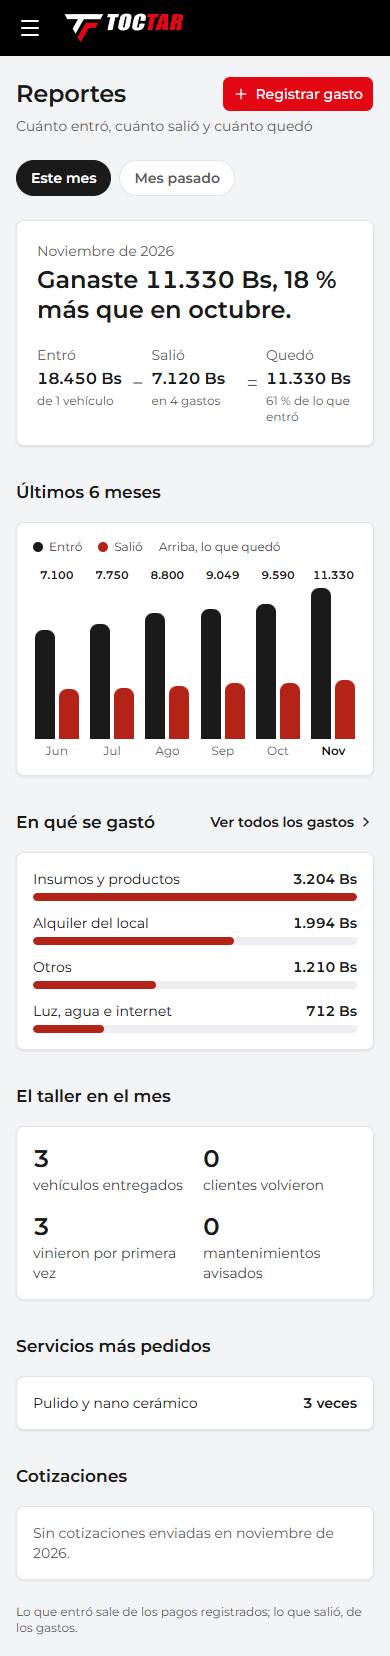 TOCTAR
Reportes
+ Registrar gasto
Cuánto entró, cuánto salió y cuánto quedó
Este mes
Mes pasado
Noviembre de 2026
Ganaste 11.330 Bs, 18 %
más que en octubre.
Entró
18.450 Bs
de 1 vehículo
–
Salió
7.120 Bs
en 4 gastos
=
Quedó
11.330 Bs
61 % de lo que
entró
Últimos 6 meses
Entró
Salió
Arriba, lo que quedó
7.100 7.750 8.800 9.049 9.590 11.330
Jun Jul Ago Sep Oct Nov
En qué se gastó
Ver todos los gastos
Insumos y productos 3.204 Bs
Alquiler del local 1.994 Bs
Otros 1.210 Bs
Luz, agua e internet 712 Bs
El taller en el mes
3
vehículos entregados
0
clientes volvieron
3
vinieron por primera
vez
0
mantenimientos
avisados
Servicios más pedidos
Pulido y nano cerámico 3 veces
Cotizaciones
Sin cotizaciones enviadas en noviembre de
2026.
Lo que entró sale de los pagos registrados; lo que salió, de
los gastos.